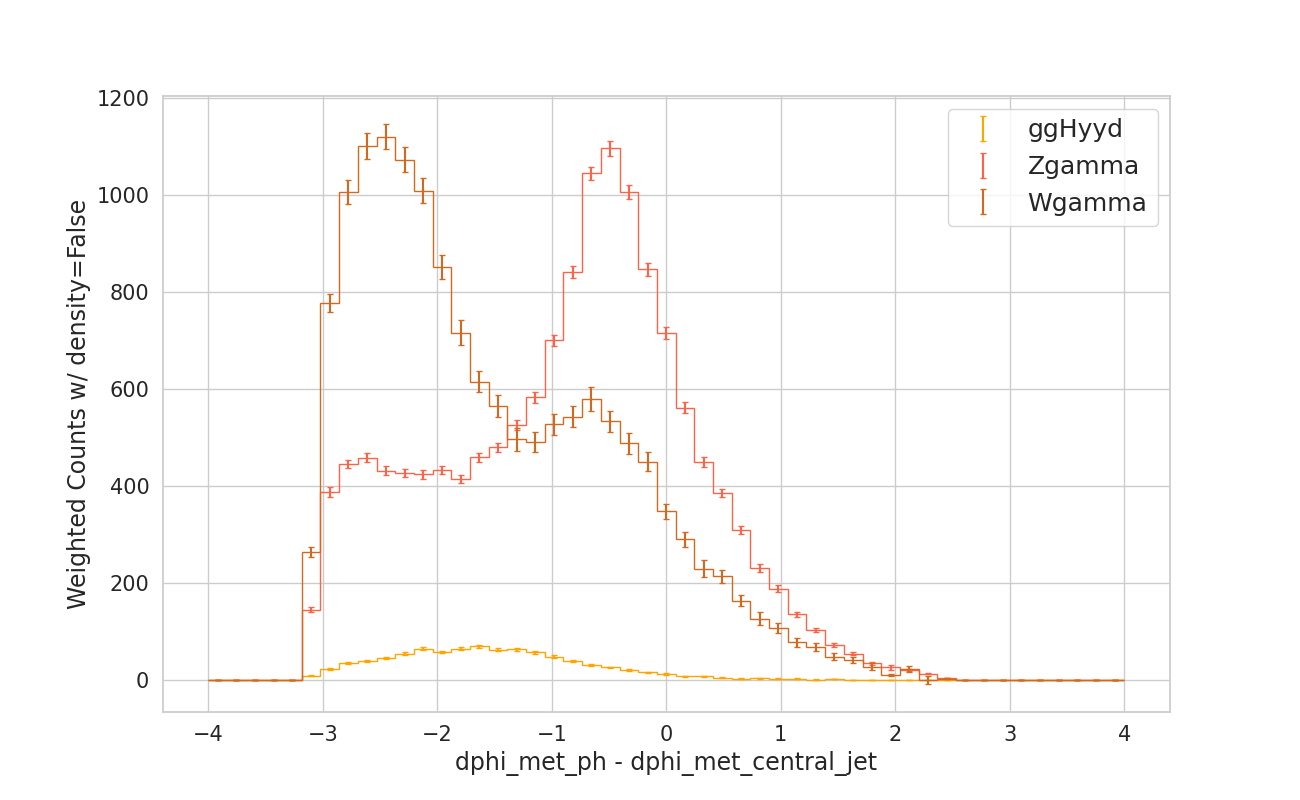 1200
1000
800
600
400
200
0
Weighted Counts w/ density=False
ggHyyd
Zgamma
Wgamma
−4 −3 −2 −1 0 1 2 3 4
dphi_met_ph - dphi_met_central_jet